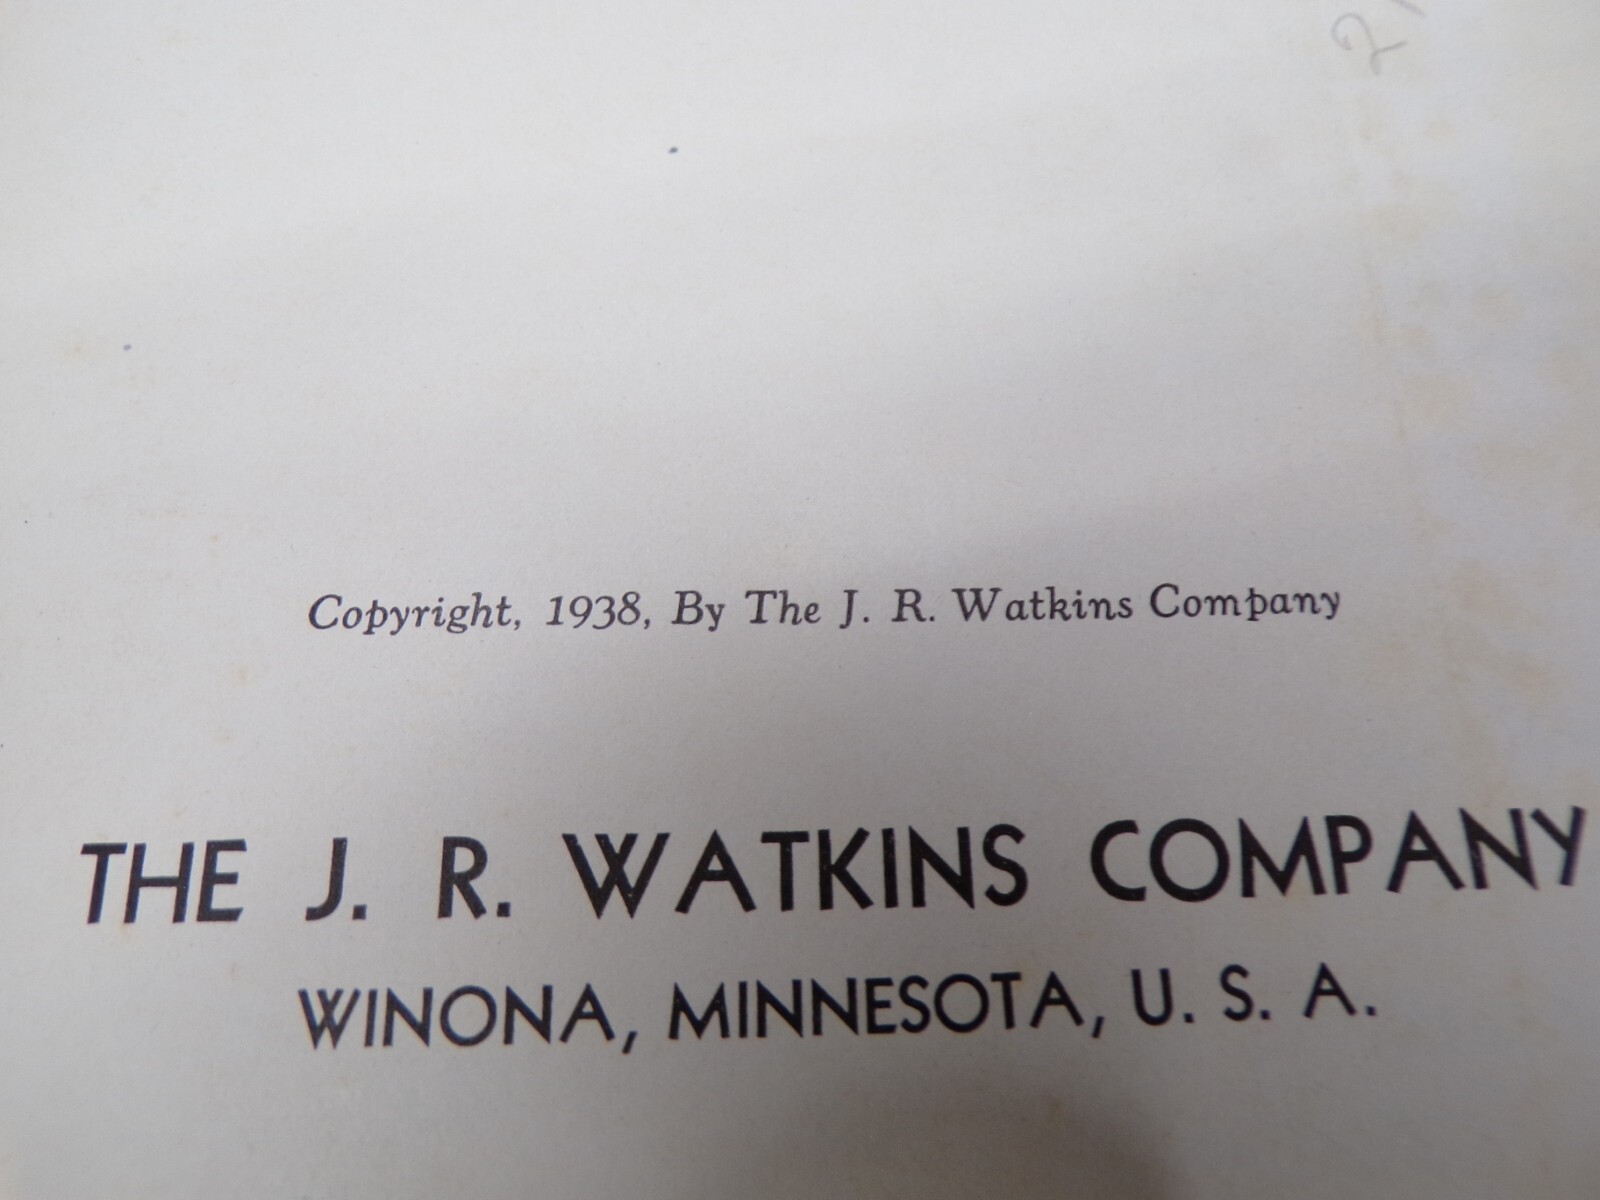 Copyright, 1938, By The J. R. Watkins Company
THE J. R. WATKINS COMPANY
WINONA, MINNESOTA, U. S. A.